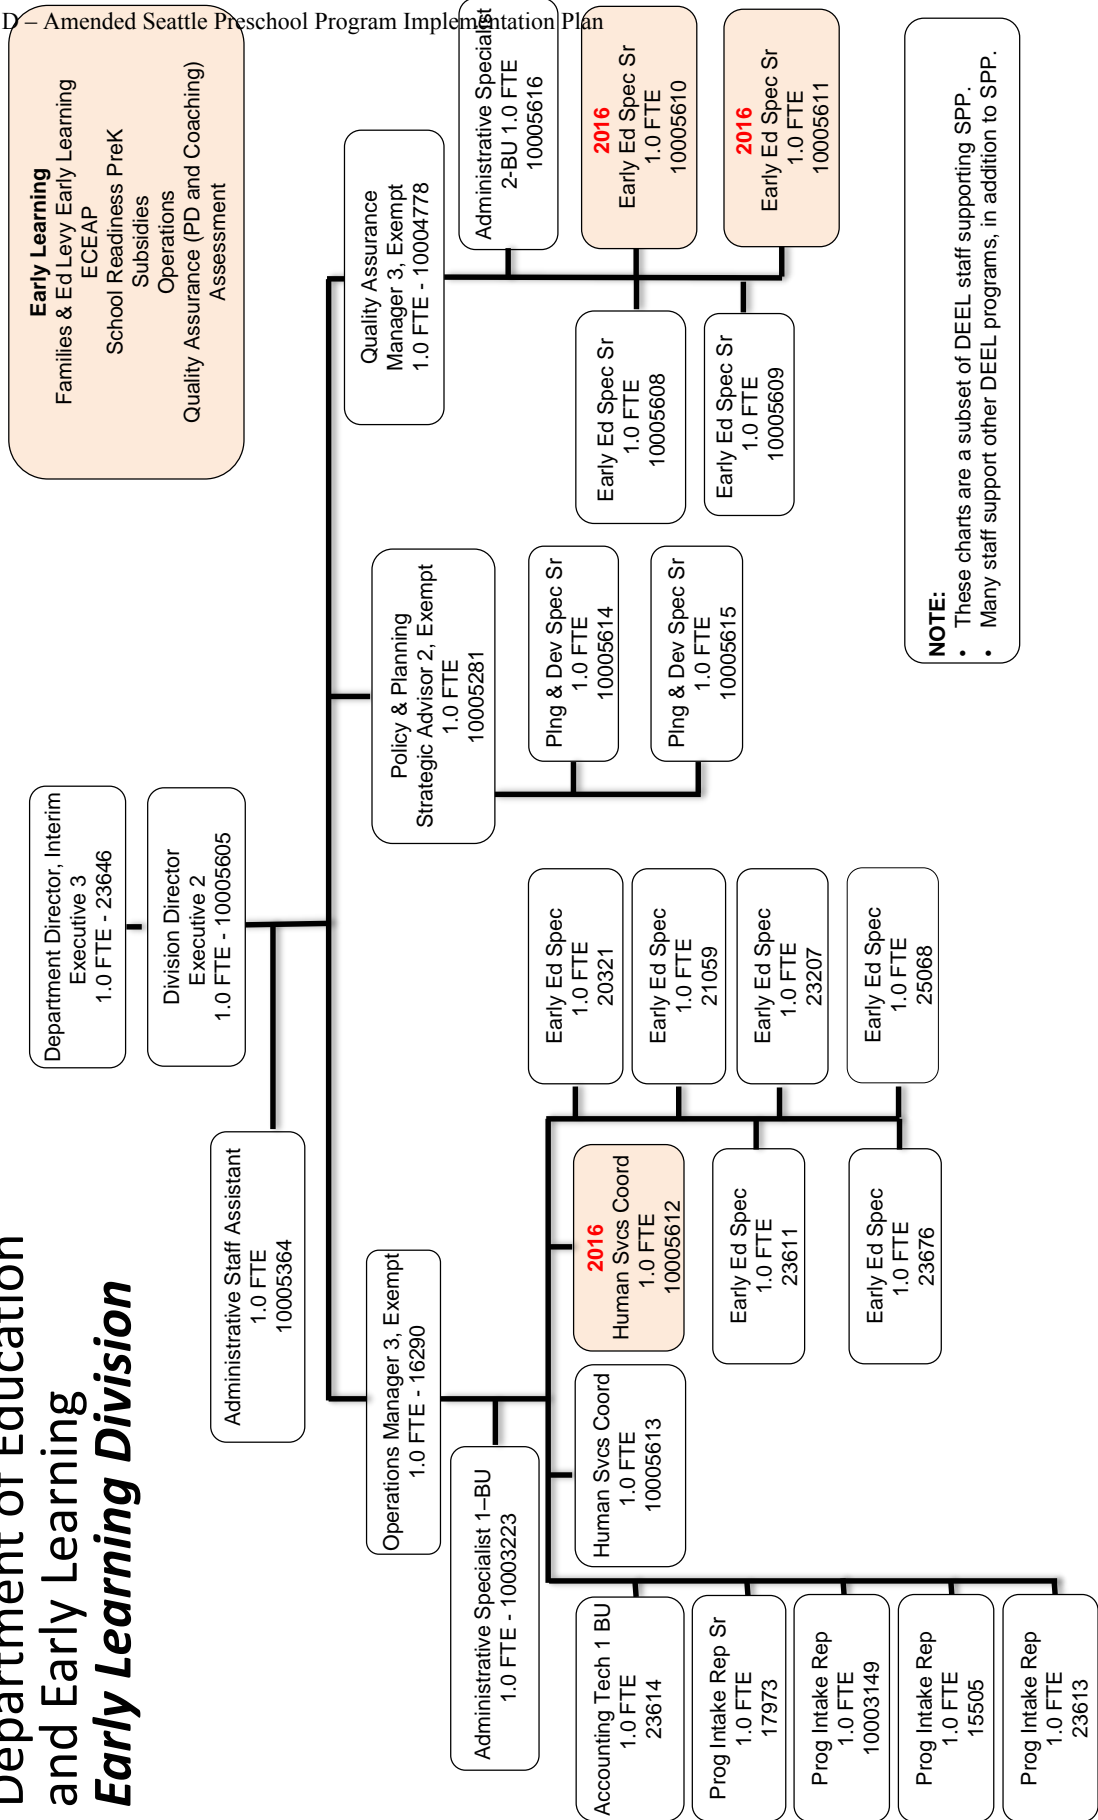 D – Amended Seattle Preschool Program Implementation Plan
Department of Education
and Early Learning
Early Learning Division
Early Learning
Families & Ed Levy Early Learning
ECEAP
School Readiness PreK
Subsidies
Operations
Quality Assurance (PD and Coaching)
Assessment
Department Director, Interim
Executive 3
1.0 FTE - 23646
Division Director
Executive 2
1.0 FTE - 10005605
Administrative Staff Assistant
1.0 FTE
10005364
Operations Manager 3, Exempt
1.0 FTE - 16290
Policy & Planning
Strategic Advisor 2, Exempt
1.0 FTE
10005281
Quality Assurance
Manager 3, Exempt
1.0 FTE - 10004778
Administrative Specialist 1–BU
1.0 FTE - 10003223
Accounting Tech 1 BU
1.0 FTE
23614
Prog Intake Rep Sr
1.0 FTE
17973
Prog Intake Rep
1.0 FTE
10003149
Prog Intake Rep
1.0 FTE
15505
Prog Intake Rep
1.0 FTE
23613
Human Svcs Coord
1.0 FTE
10005613
2016
Human Svcs Coord
1.0 FTE
10005612
Early Ed Spec
1.0 FTE
23611
Early Ed Spec
1.0 FTE
23676
Early Ed Spec
1.0 FTE
20321
Early Ed Spec
1.0 FTE
21059
Early Ed Spec
1.0 FTE
23207
Early Ed Spec
1.0 FTE
25068
Plng & Dev Spec Sr
1.0 FTE
10005614
Plng & Dev Spec Sr
1.0 FTE
10005615
Early Ed Spec Sr
1.0 FTE
10005608
Early Ed Spec Sr
1.0 FTE
10005609
Administrative Specialist
2-BU 1.0 FTE
10005616
2016
Early Ed Spec Sr
1.0 FTE
10005610
2016
Early Ed Spec Sr
1.0 FTE
10005611
NOTE:
• These charts are a subset of DEEL staff supporting SPP.
• Many staff support other DEEL programs, in addition to SPP.